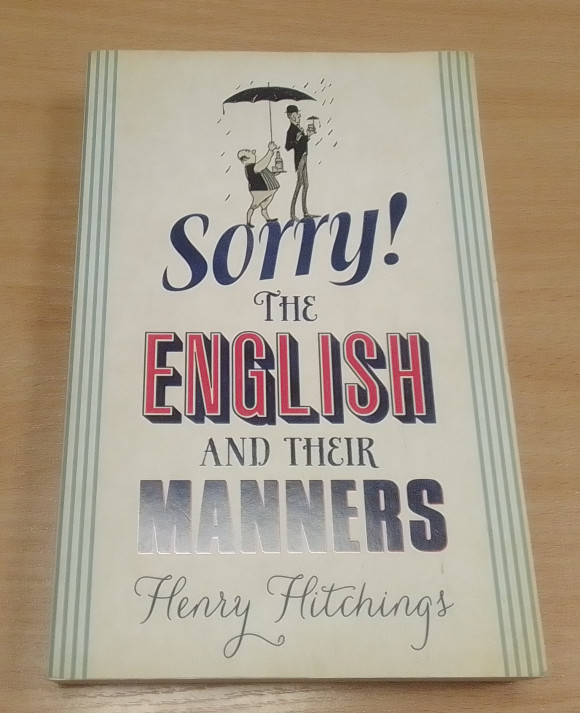 Sorry!
THE
ENGLISH
AND THEIR
MANNERS
Henry Hitchings